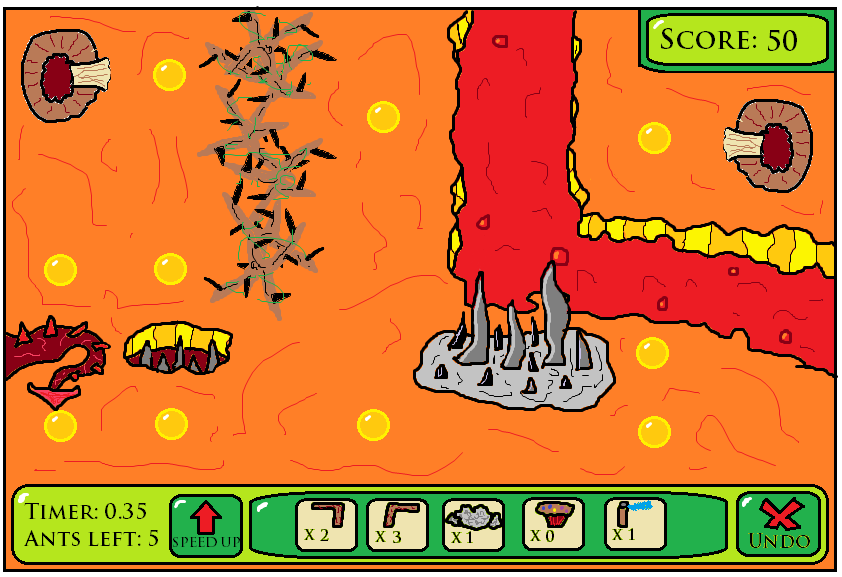 SCORE: 50
TIMER: 0.35
ANTS LEFT: 5
SPEED UP
X 2
X 3
X 1
X 0
X 1
UNDO